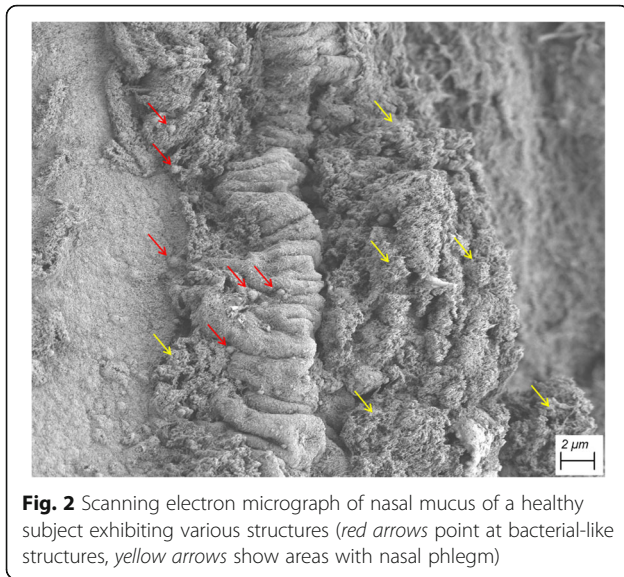 2 µm
Fig. 2 Scanning electron micrograph of nasal mucus of a healthy
subject exhibiting various structures (red arrows point at bacterial-like
structures, yellow arrows show areas with nasal phlegm)